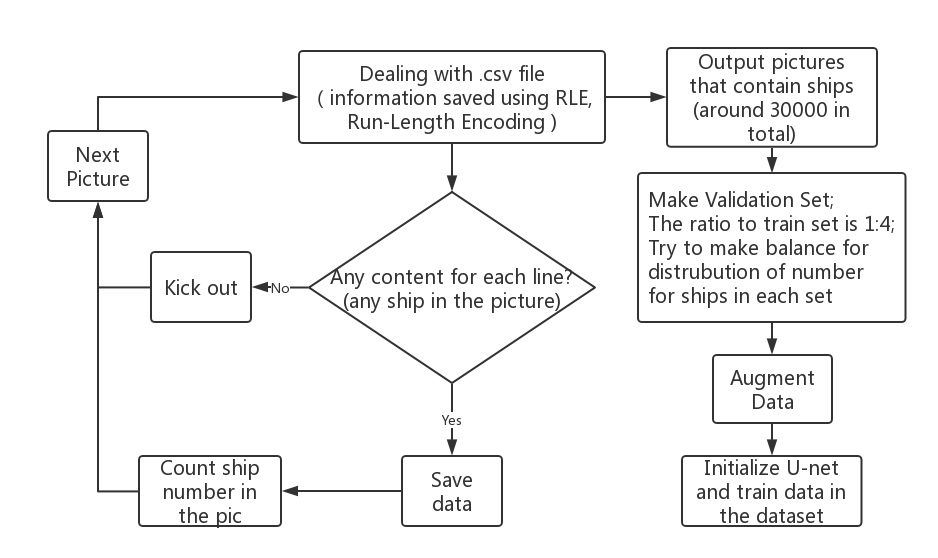 Dealing with .csv file
( information saved using RLE,
Run-Length Encoding )
Output pictures
that contain ships
(around 30000 in
total)
Next
Picture
Make Validation Set;
The ratio to train set is 1:4;
Try to make balance for
distrubution of number
for ships in each set
Kick out
No
Any content for each line?
(any ship in the picture)
Augment
Data
Yes
Count ship
number in
the pic
Save
data
Initialize U-net
and train data in
the dataset